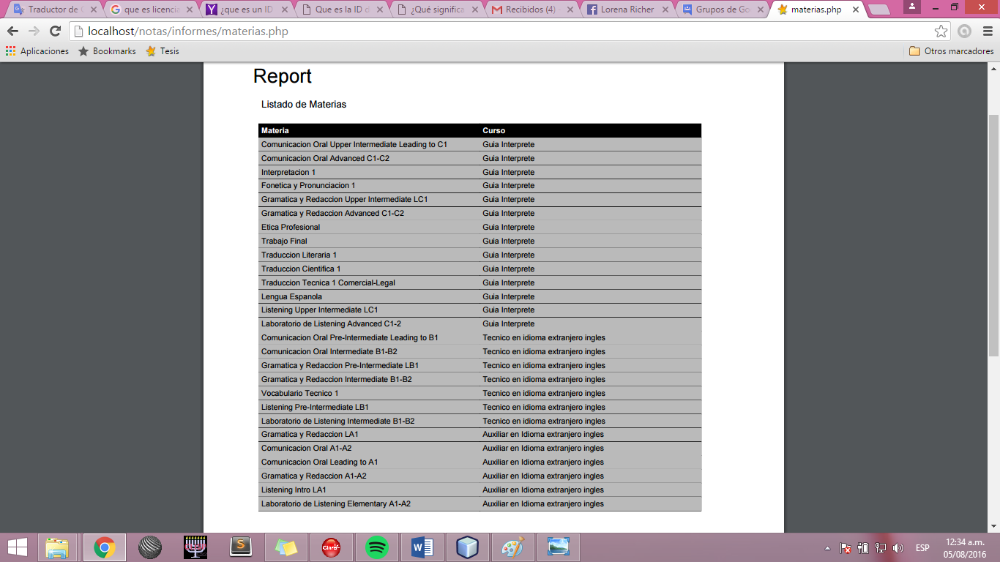 Traductor de G
que es licencie
¿que es un ID
Que es la ID d
¿Qué significa
Recibidos (4) -
Lorena Richer
Grupos de Go
materias.php
localhost/notas/informes/materias.php
Aplicaciones Bookmarks Tesis Otros marcadores
Report
Listado de Materias
Materia Curso
Comunicacion Oral Upper Intermediate Leading to C1 Guia Interprete
Comunicacion Oral Advanced C1-C2 Guia Interprete
Interpretacion 1 Guia Interprete
Fonetica y Pronunciacion 1 Guia Interprete
Gramatica y Redaccion Upper Intermediate LC1 Guia Interprete
Gramatica y Redaccion Advanced C1-C2 Guia Interprete
Etica Profesional Guia Interprete
Trabajo Final Guia Interprete
Traduccion Literaria 1 Guia Interprete
Traduccion Cientifica 1 Guia Interprete
Traduccion Tecnica 1 Comercial-Legal Guia Interprete
Lengua Espanola Guia Interprete
Listening Upper Intermediate LC1 Guia Interprete
Laboratorio de Listening Advanced C1-2 Guia Interprete
Comunicacion Oral Pre-Intermediate Leading to B1 Tecnico en idioma extranjero ingles
Comunicacion Oral Intermediate B1-B2 Tecnico en idioma extranjero ingles
Gramatica y Redaccion Pre-Intermediate LB1 Tecnico en idioma extranjero ingles
Gramatica y Redaccion Intermediate B1-B2 Tecnico en idioma extranjero ingles
Vocabulario Tecnico 1 Tecnico en idioma extranjero ingles
Listening Pre-Intermediate LB1 Tecnico en idioma extranjero ingles
Laboratorio de Listening Intermediate B1-B2 Tecnico en idioma extranjero ingles
Gramatica y Redaccion LA1 Auxiliar en Idioma extranjero ingles
Comunicacion Oral A1-A2 Auxiliar en Idioma extranjero ingles
Comunicacion Oral Leading to A1 Auxiliar en Idioma extranjero ingles
Gramatica y Redaccion A1-A2 Auxiliar en Idioma extranjero ingles
Listening Intro LA1 Auxiliar en Idioma extranjero ingles
Laboratorio de Listening Elementary A1-A2 Auxiliar en Idioma extranjero ingles
ESP
12:34 a.m.
05/08/2016